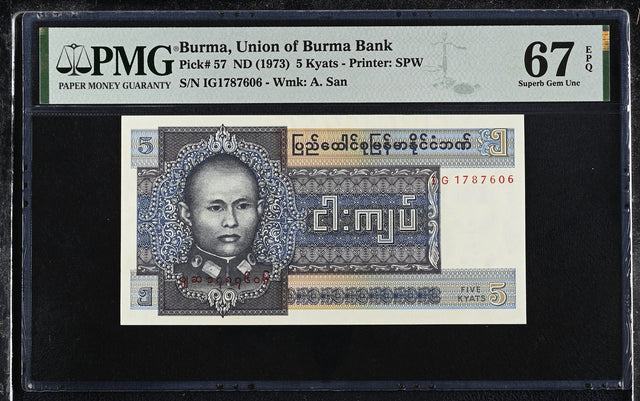 PMG
PAPER MONEY GUARANTY
Burma, Union of Burma Bank
Pick# 57 ND (1973) 5 Kyats - Printer: SPW
S/N IG1787606 - Wmk: A. San
67
EPQ
Superb Gem Unc
5
ပြည်ထောင်စုမြန်မာနိုင်ငံဘဏ်
၅
IG 1787606
ငါးကျပ်
၅
FIVE
KYATS
5